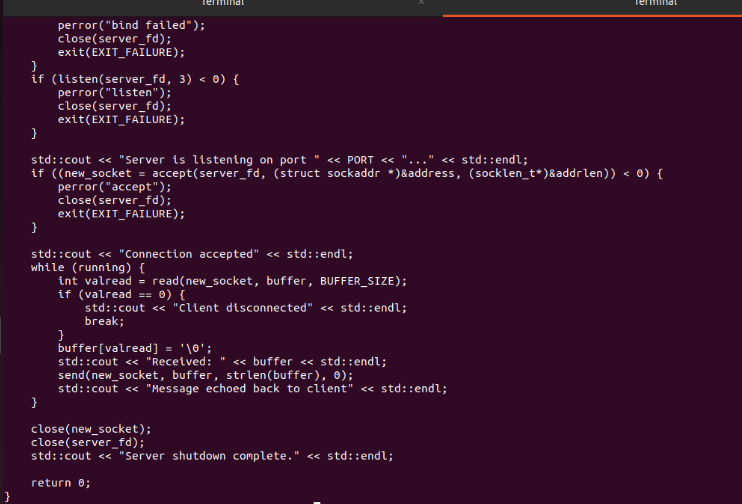 Terminal
Terminal
perror("bind failed");
close(server_fd);
exit(EXIT_FAILURE);
}
if (listen(server_fd, 3) < 0) {
perror("listen");
close(server_fd);
exit(EXIT_FAILURE);
}
std::cout << "Server is listening on port " << PORT << "..." << std::endl;
if ((new_socket = accept(server_fd, (struct sockaddr *)&address, (socklen_t*)&addrlen)) < 0) {
perror("accept");
close(server_fd);
exit(EXIT_FAILURE);
}
std::cout << "Connection accepted" << std::endl;
while (running) {
int valread = read(new_socket, buffer, BUFFER_SIZE);
if (valread == 0) {
std::cout << "Client disconnected" << std::endl;
break;
}
buffer[valread] = '\0';
std::cout << "Received: " << buffer << std::endl;
send(new_socket, buffer, strlen(buffer), 0);
std::cout << "Message echoed back to client" << std::endl;
}
close(new_socket);
close(server_fd);
std::cout << "Server shutdown complete." << std::endl;
return 0;
}